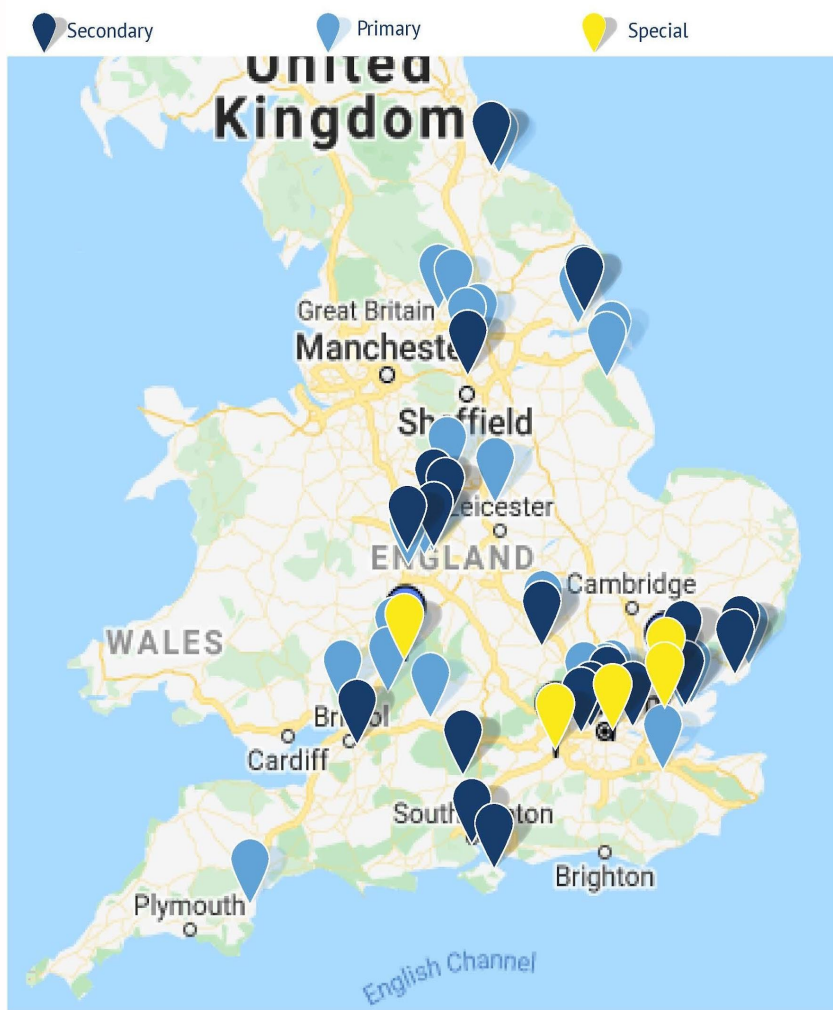 Secondary
Primary
Special
United
Kingdom
Great Britain
Manchester
Sheffield
Leicester
ENGLAND
Cambridge
WALES
Bristol
Cardiff
Southampton
Brighton
Plymouth
English Channel